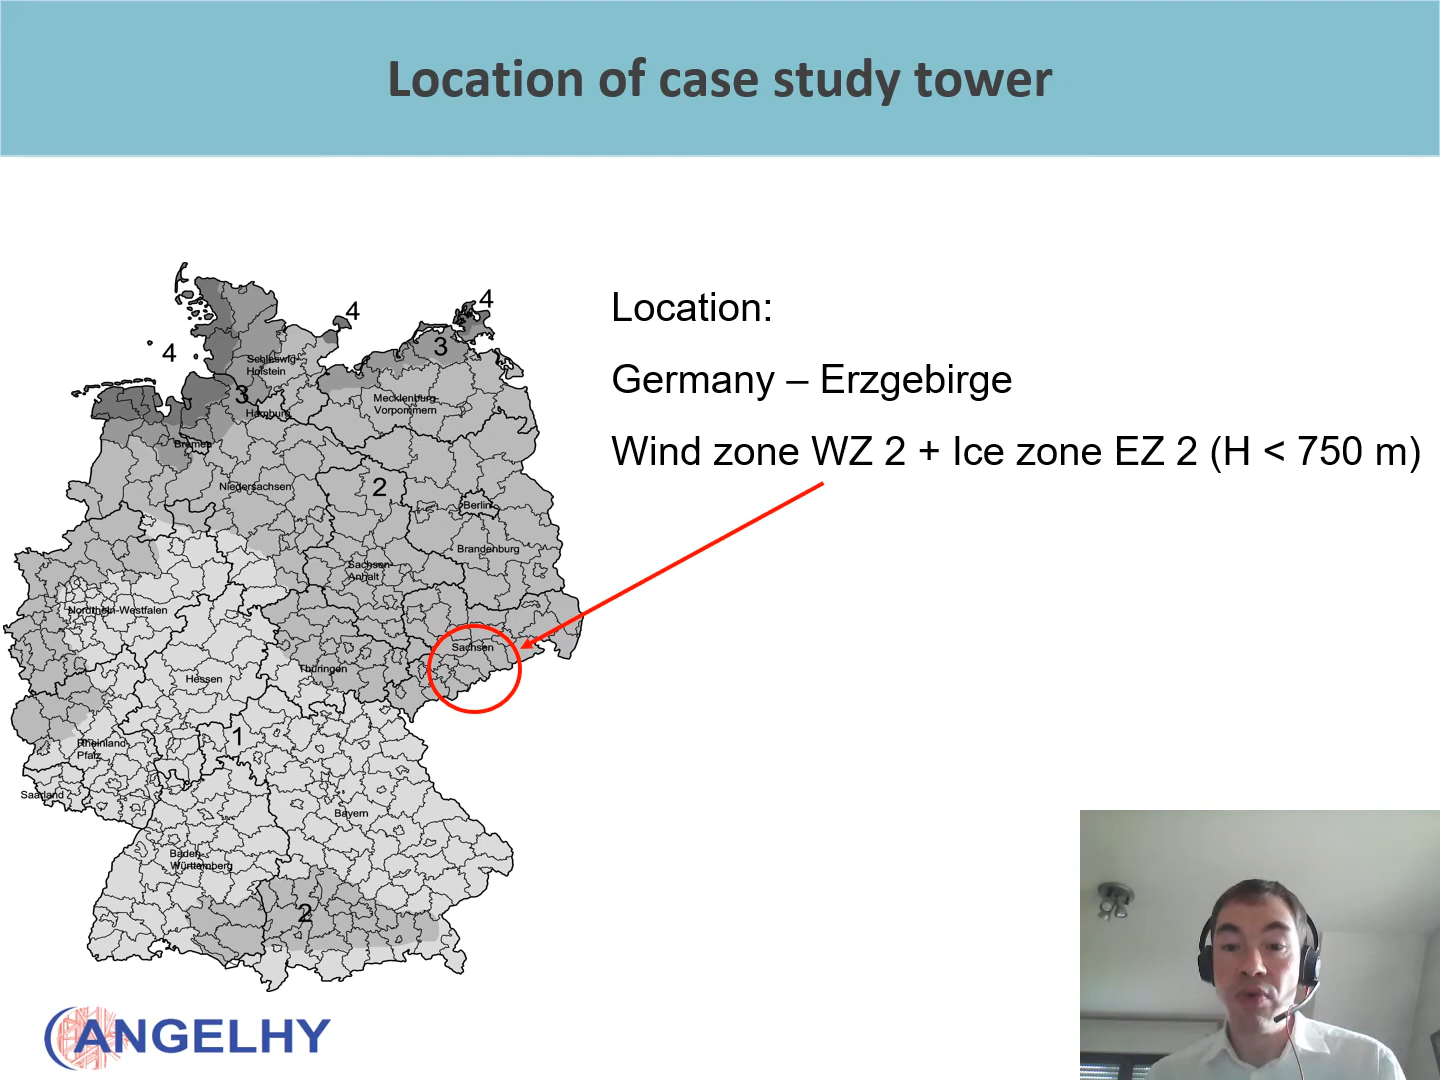 Location of case study tower
Location:
Germany – Erzgebirge
Wind zone WZ 2 + Ice zone EZ 2 (H < 750 m)
4
4
4
3
Schleswig-
Holstein
3
Hamburg
Mecklenburg-
Vorpommern
Bremen
Niedersachsen
2
Berlin
Brandenburg
Sachsen-
Anhalt
Nordrhein-Westfalen
Sachsen
Thüringen
Hessen
1
Rheinland-
Pfalz
Saarland
Bayern
Baden-
Württemberg
2
ANGELHY